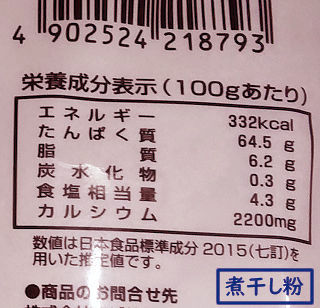 4 902524 218793
栄養成分表示(100gあたり)
エネルギー 332kcal
たんぱく質 64.5 g
脂質 6.2 g
炭水化物 0.3 g
食塩相当量 4.3 g
カルシウム 2200mg
数値は日本食品標準成分2015(七訂)を
用いた推定値です。
煮干し粉
●商品のお問合せ先